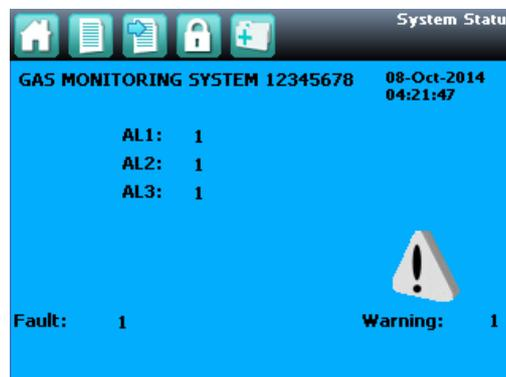 System Statu
GAS MONITORING SYSTEM 12345678
08-Oct-2014
04:21:47
AL1: 1
AL2: 1
AL3: 1
Fault: 1
Warning: 1